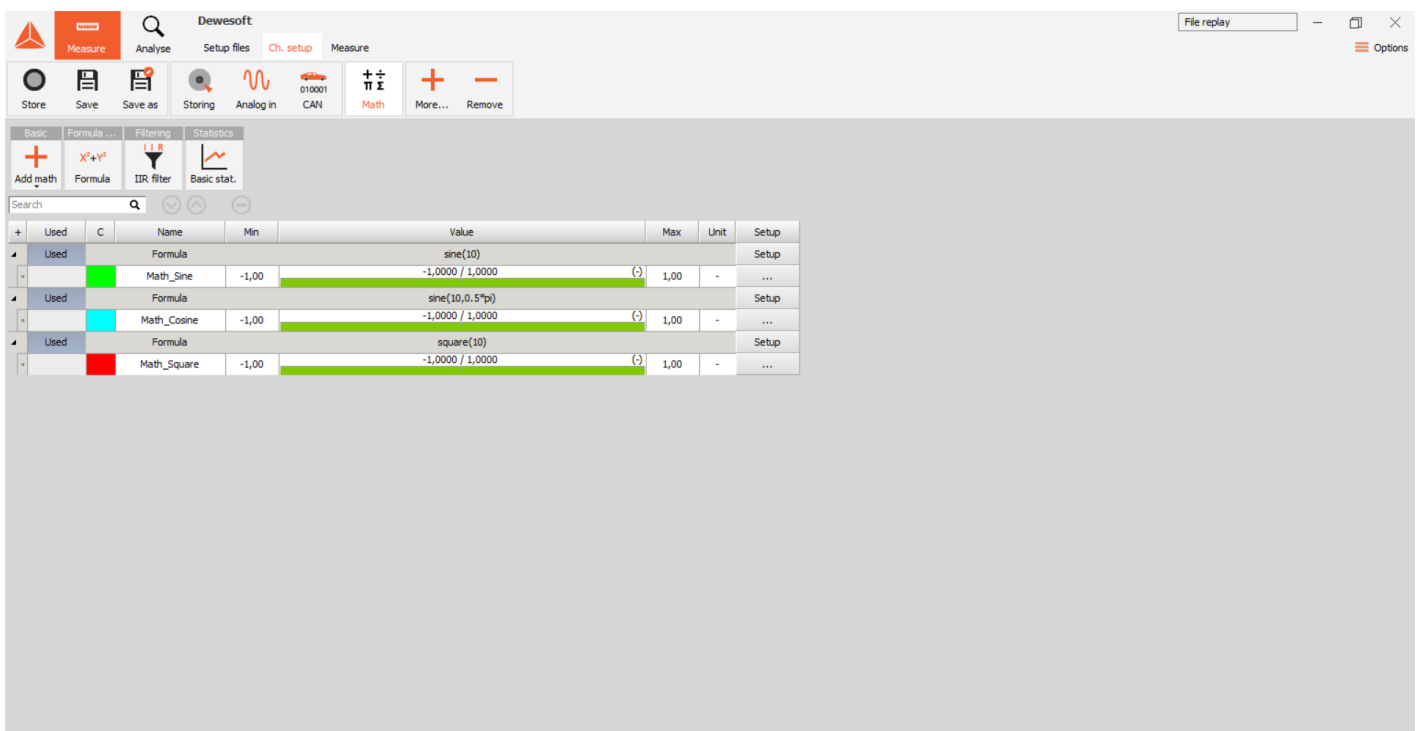 Dewesoft
File replay
Measure
Analyse
Setup files
Ch. setup
Measure
Options
Store
Save
Save as
Storing
Analog in
010001
CAN
+ ÷
π Σ
Math
More...
Remove
Basic
Formula ...
Filtering
Statistics
Add math
X²+Y²
Formula
IIR
IIR filter
Basic stat.
Search
+ Used C Name Min Value Max Unit Setup
Used Formula sine(10) Setup
Math_Sine -1,00 -1,0000 / 1,0000 (-) 1,00 - ...
Used Formula sine(10,0.5*pi) Setup
Math_Cosine -1,00 -1,0000 / 1,0000 (-) 1,00 - ...
Used Formula square(10) Setup
Math_Square -1,00 -1,0000 / 1,0000 (-) 1,00 - ...